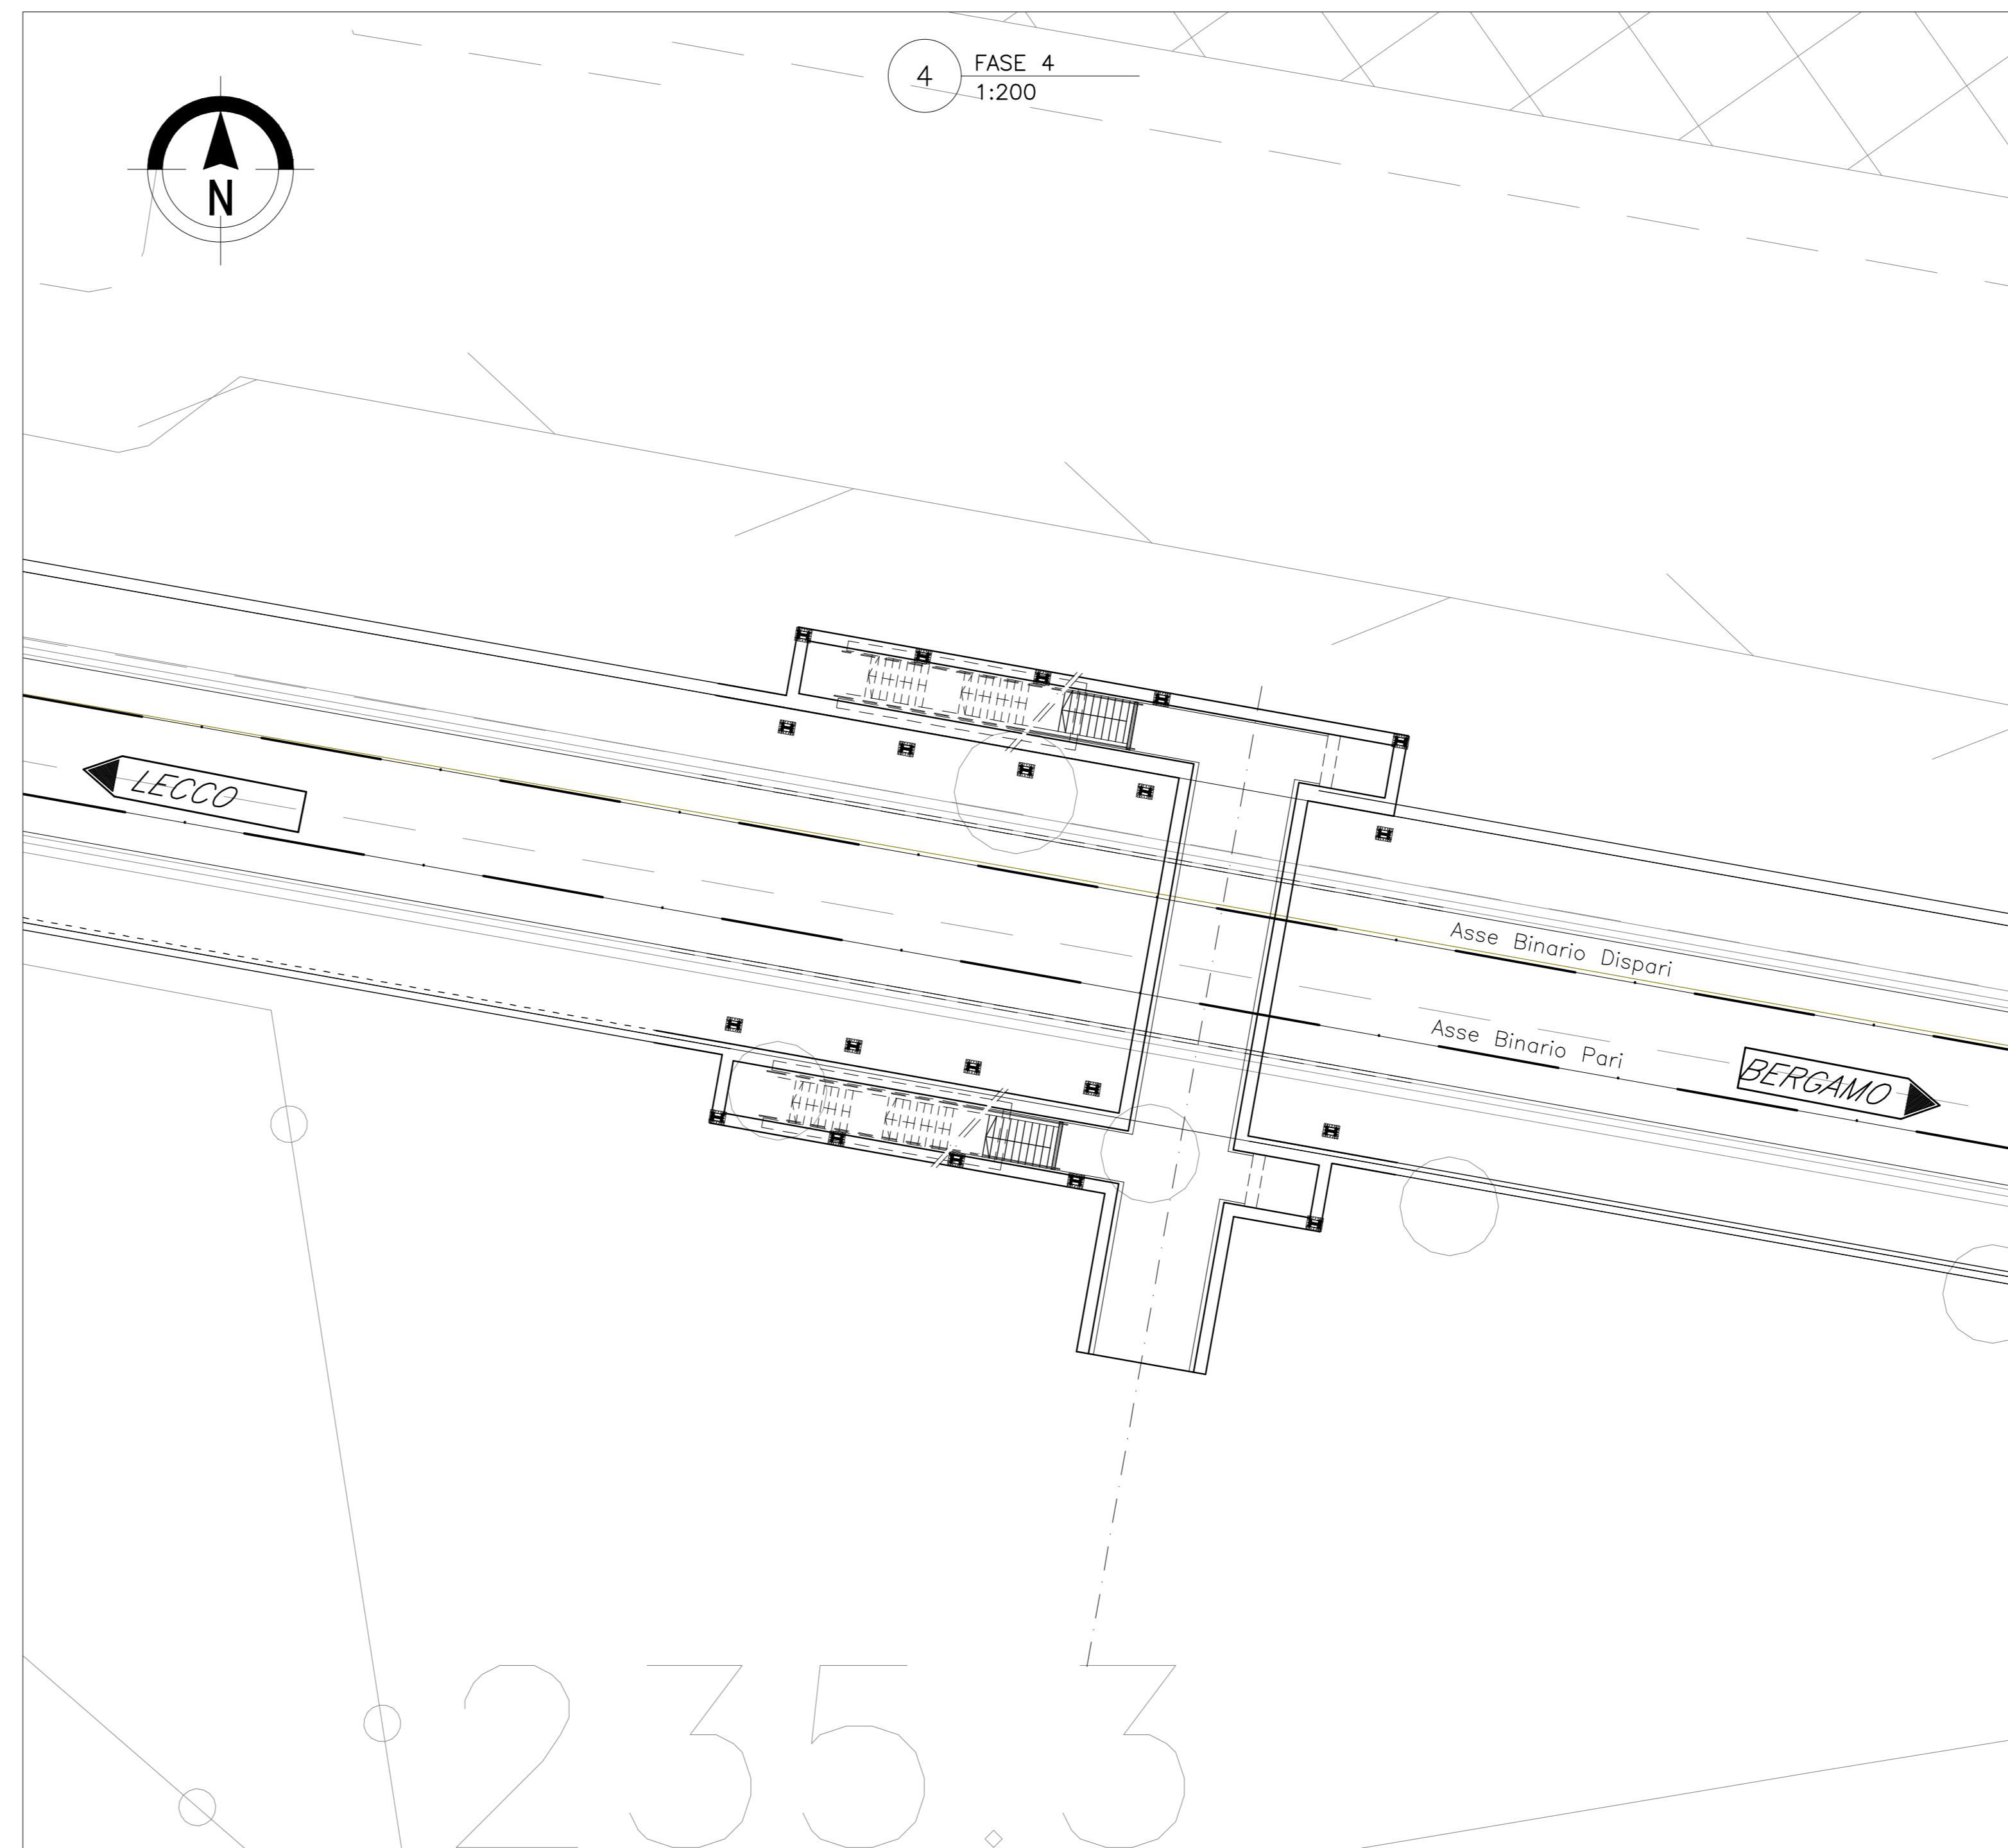 4
FASE 4
1:200
N
LECCO
Asse Binario Dispari
Asse Binario Pari
BERGAMO
235.3